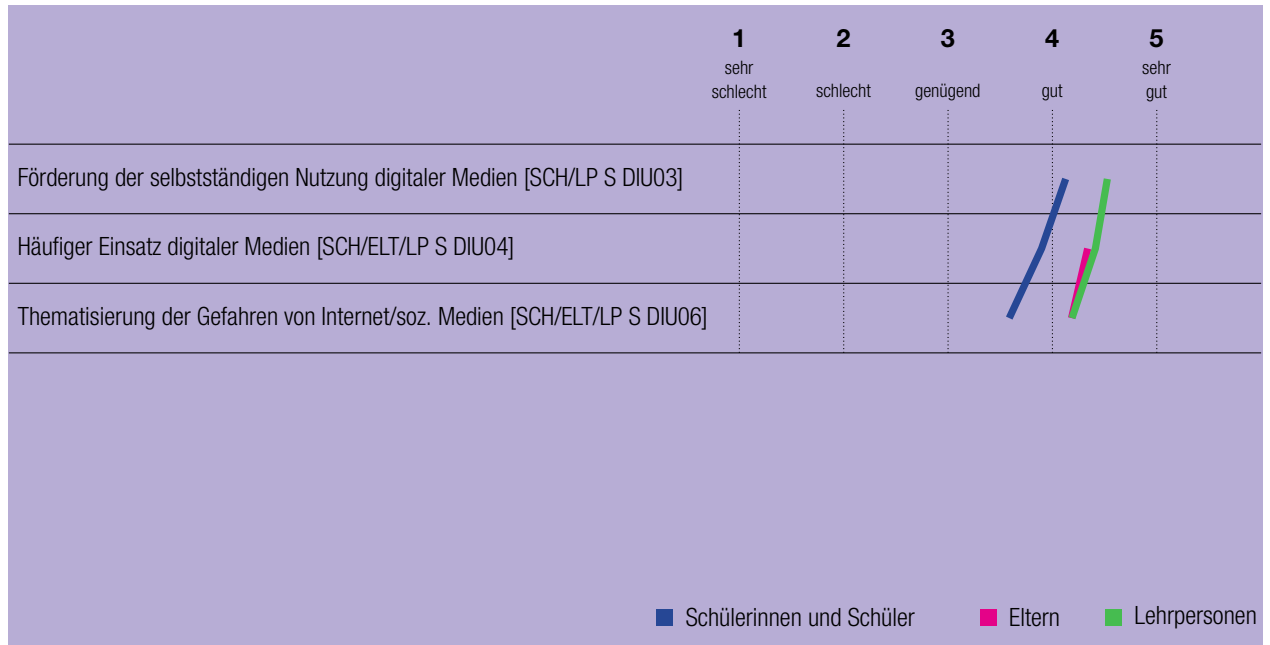 1 2 3 4 5
sehr schlecht schlecht genügend gut sehr gut
Förderung der selbstständigen Nutzung digitaler Medien [SCH/LP S DIU03]
Häufiger Einsatz digitaler Medien [SCH/ELT/LP S DIU04]
Thematisierung der Gefahren von Internet/soz. Medien [SCH/ELT/LP S DIU06]
Schülerinnen und Schüler Eltern Lehrpersonen